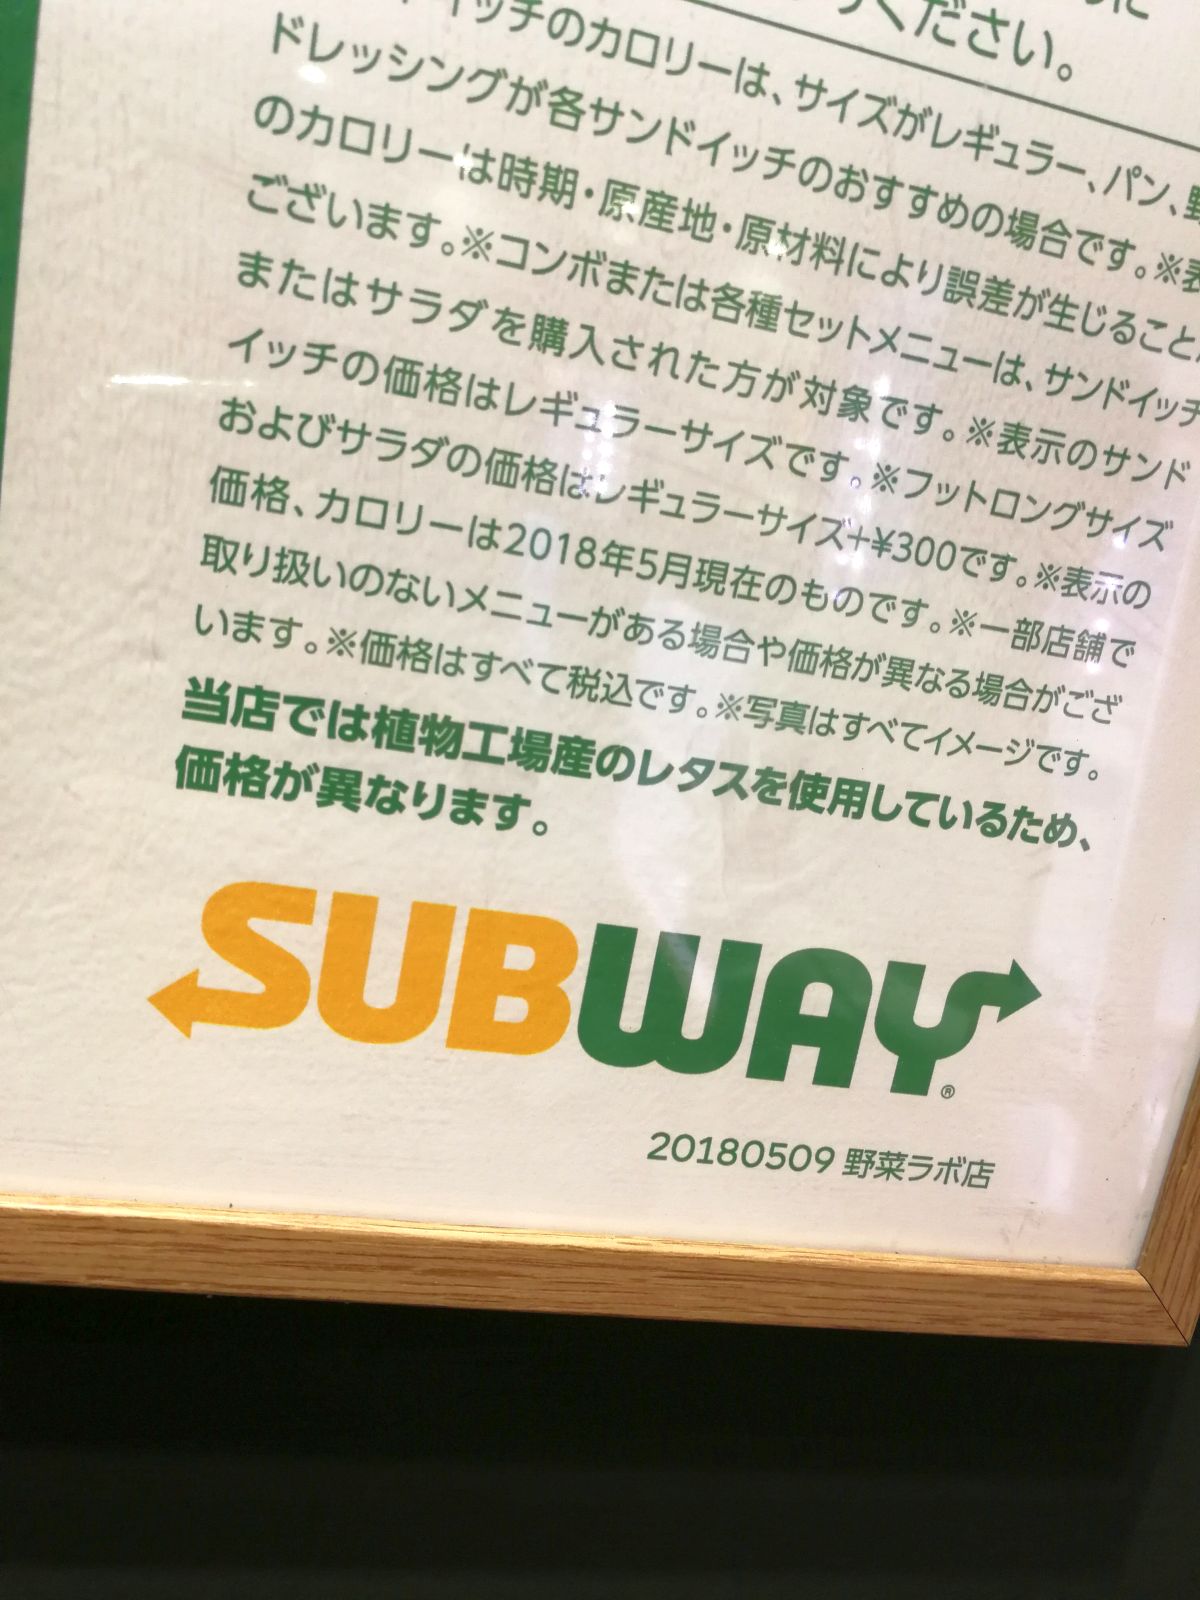 ください。
イッチのカロリーは、サイズがレギュラー、パン、野
ドレッシングが各サンドイッチのおすすめの場合です。※表
のカロリーは時期・原産地・原材料により誤差が生じること
ございます。※コンボまたは各種セットメニューは、サンドイッチ
またはサラダを購入された方が対象です。※表示のサンド
イッチの価格はレギュラーサイズです。※フットロングサイズ
およびサラダの価格はレギュラーサイズ+¥300です。※表示の
価格、カロリーは2018年5月現在のものです。※一部店舗で
取り扱いのないメニューがある場合や価格が異なる場合がござ
います。※価格はすべて税込です。※写真はすべてイメージです。
当店では植物工場産のレタスを使用しているため、
価格が異なります。
SUBWAY®
20180509 野菜ラボ店